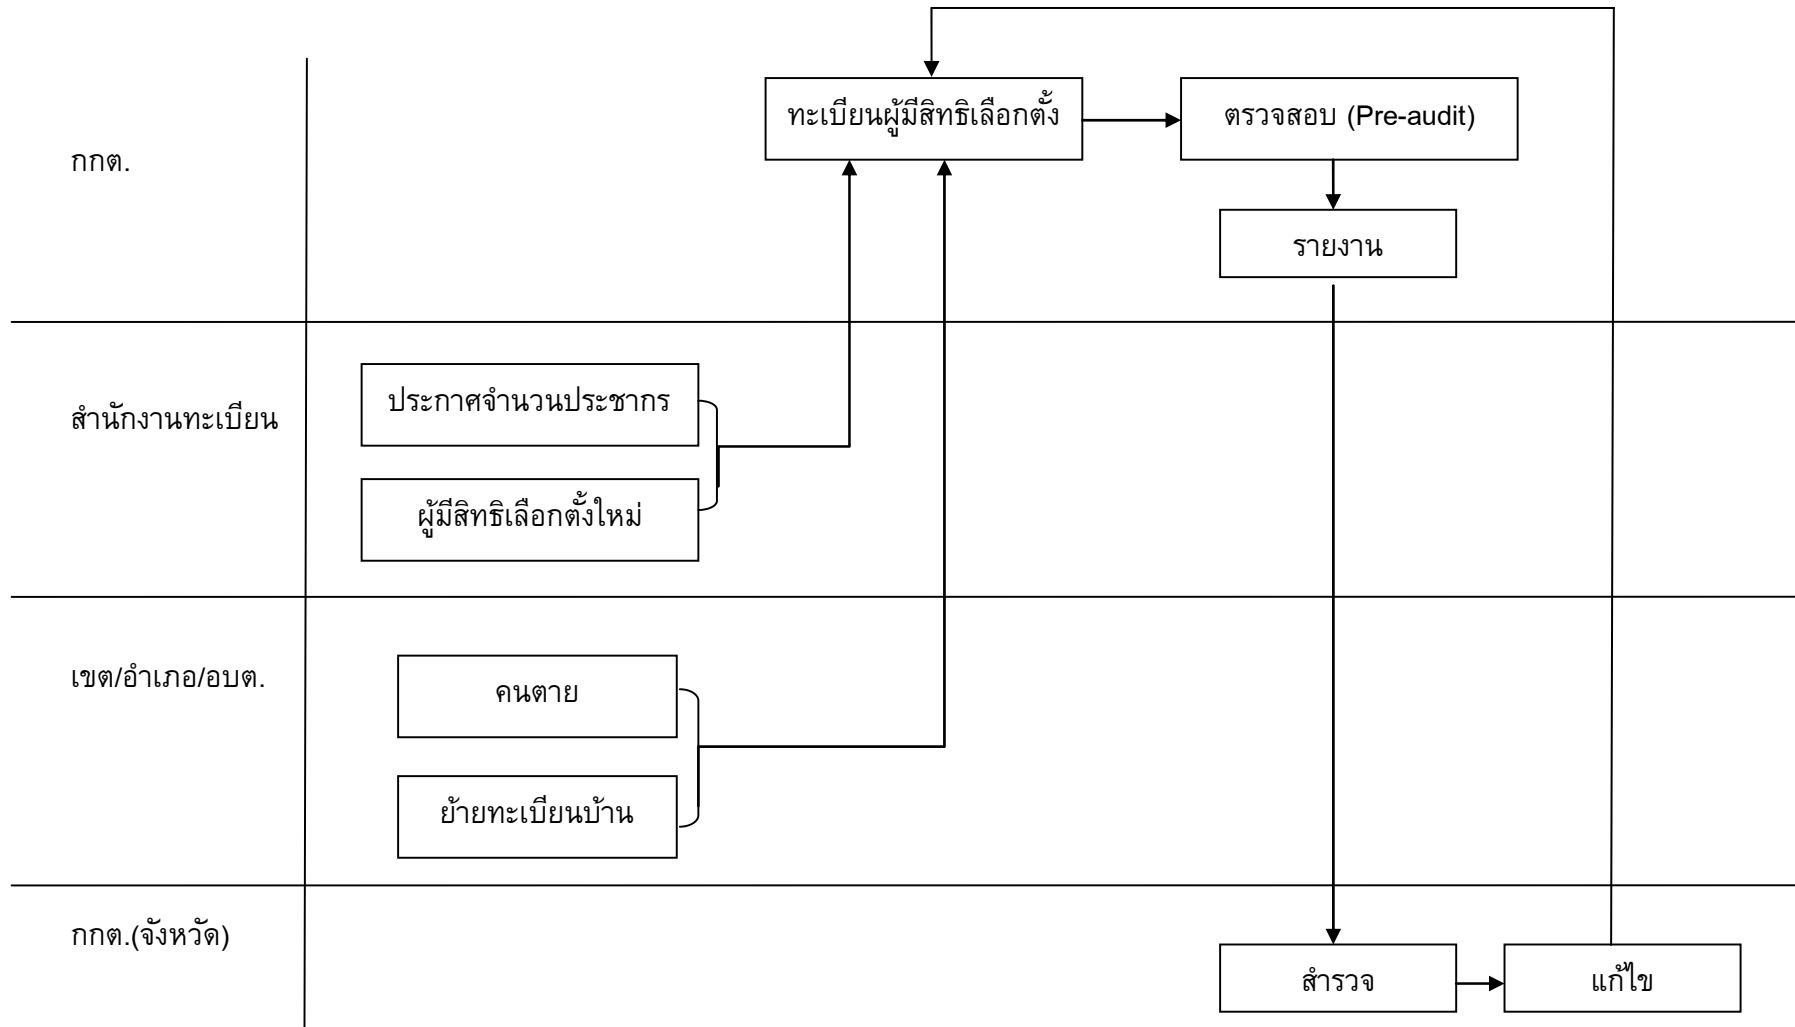 ทะเบียนผู้มีสิทธิเลือกตั้ง
ตรวจสอบ (Pre-audit)
กกต.
รายงาน
ประกาศจำนวนประชากร
สำนักงานทะเบียน
ผู้มีสิทธิเลือกตั้งใหม่
เขต/อำเภอ/อบต.
คนตาย
ย้ายทะเบียนบ้าน
กกต.(จังหวัด)
สำรวจ
แก้ไข